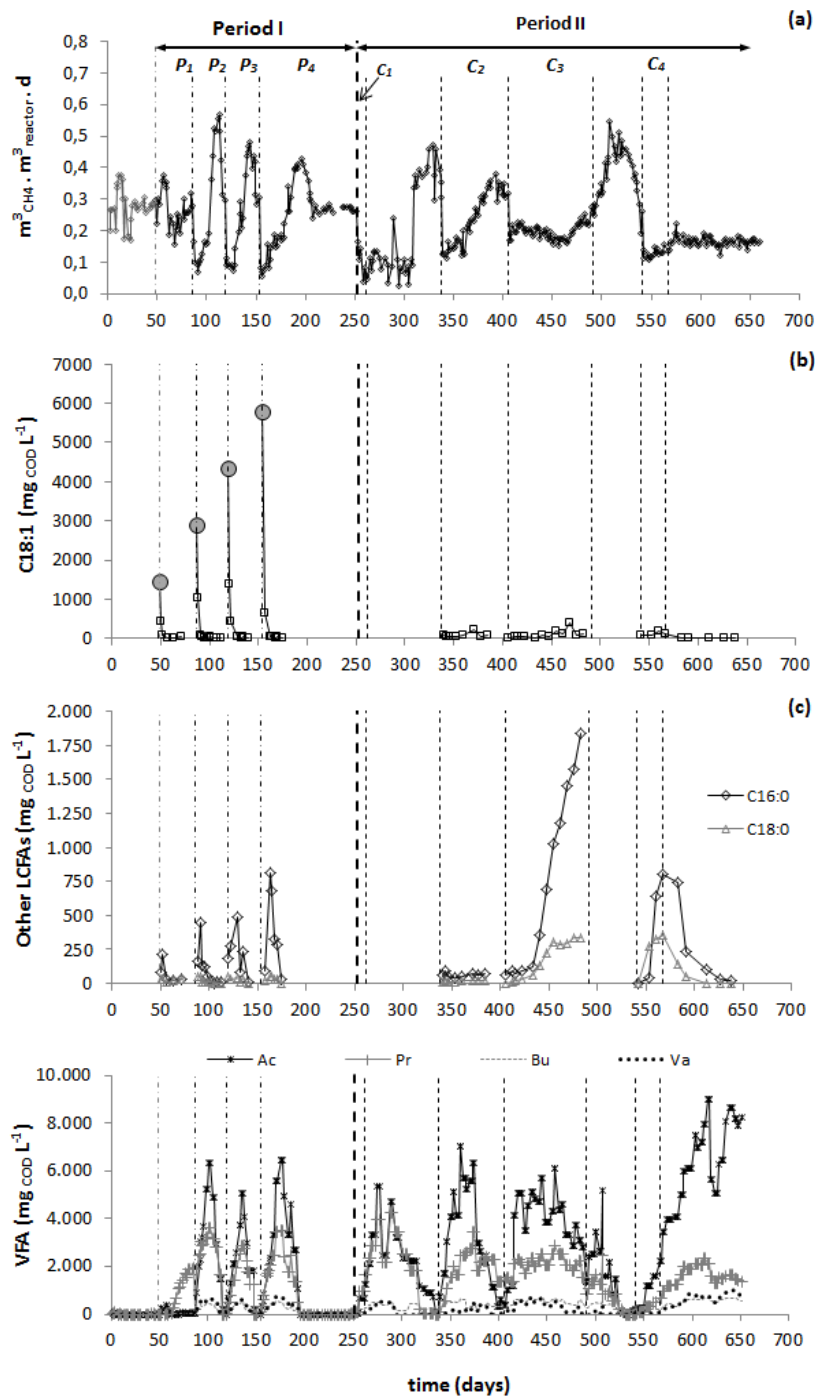 (a)
Period I
Period II
P1 P2 P3 P4 C1 C2 C3 C4
m³CH4 . m³reactor . d
0,8
0,7
0,6
0,5
0,4
0,3
0,2
0,1
0,0
0 50 100 150 200 250 300 350 400 450 500 550 600 650 700
(b)
C18:1 (mg COD L⁻¹)
7000
6000
5000
4000
3000
2000
1000
0
0 50 100 150 200 250 300 350 400 450 500 550 600 650 700
(c)
Other LCFAs (mg COD L⁻¹)
2.000
1.750
1.500
1.250
1.000
750
500
250
0
C16:0
C18:0
0 50 100 150 200 250 300 350 400 450 500 550 600 650 700
Ac Pr Bu Va
VFA (mg COD L⁻¹)
10.000
8.000
6.000
4.000
2.000
0
0 50 100 150 200 250 300 350 400 450 500 550 600 650 700
time (days)